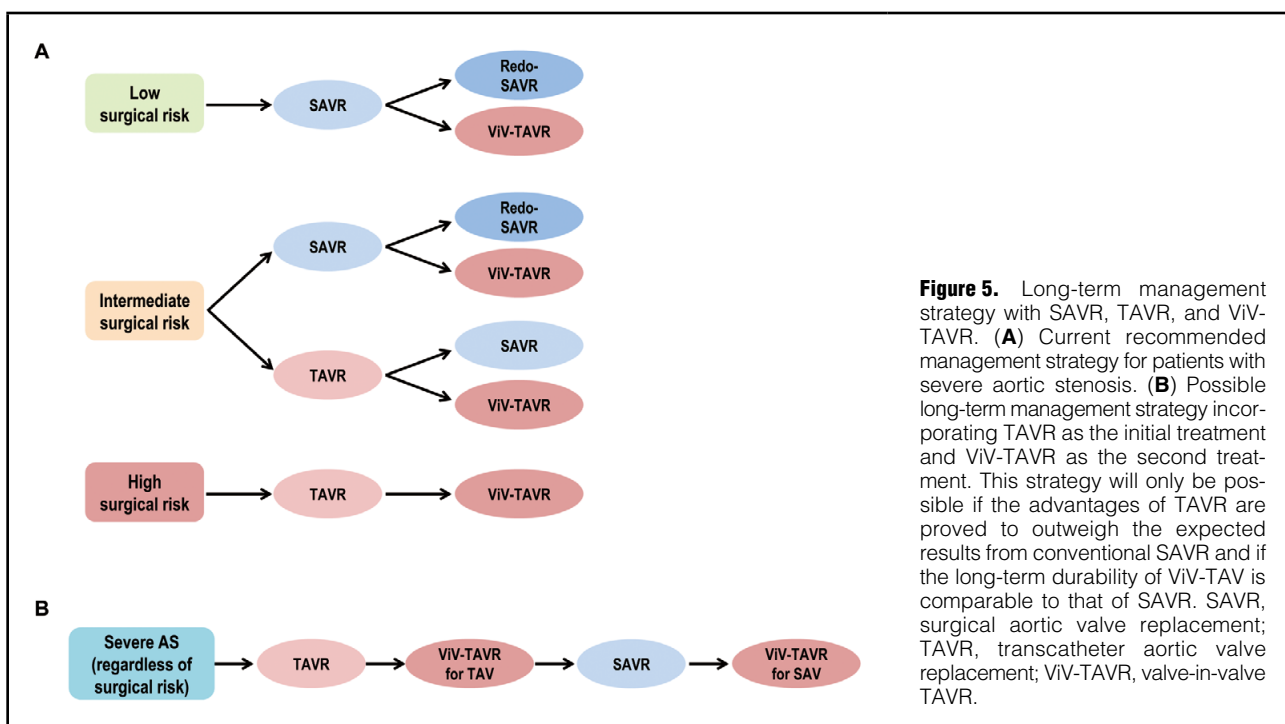 A
Low
surgical risk
SAVR
Redo-
SAVR
ViV-TAVR
Intermediate
surgical risk
SAVR
Redo-
SAVR
ViV-TAVR
TAVR
SAVR
ViV-TAVR
High
surgical risk
TAVR
ViV-TAVR
B
Severe AS
(regardless of
surgical risk)
TAVR
ViV-TAVR
for TAV
SAVR
ViV-TAVR
for SAV
Figure 5. Long-term management
strategy with SAVR, TAVR, and ViV-
TAVR. (A) Current recommended
management strategy for patients with
severe aortic stenosis. (B) Possible
long-term management strategy incor-
porating TAVR as the initial treatment
and ViV-TAVR as the second treat-
ment. This strategy will only be pos-
sible if the advantages of TAVR are
proved to outweigh the expected
results from conventional SAVR and if
the long-term durability of ViV-TAV is
comparable to that of SAVR. SAVR,
surgical aortic valve replacement;
TAVR, transcatheter aortic valve
replacement; ViV-TAVR, valve-in-valve
TAVR.